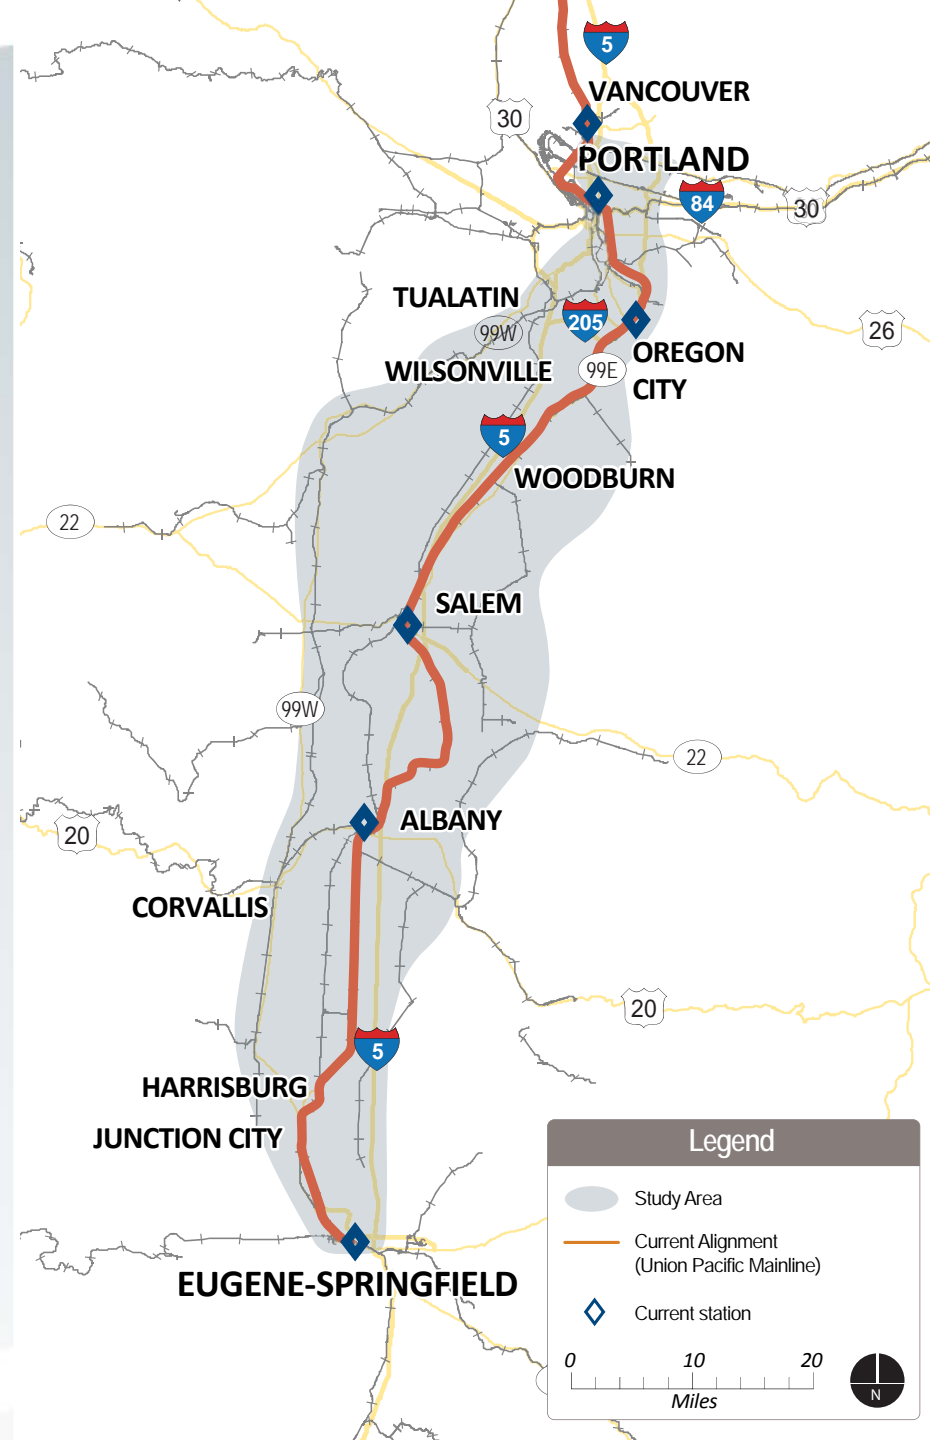 5
VANCOUVER
30
PORTLAND
84
30
TUALATIN
99W
205
26
WILSONVILLE
99E
OREGON
CITY
5
WOODBURN
22
SALEM
99W
22
20
ALBANY
CORVALLIS
20
5
HARRISBURG
JUNCTION CITY
EUGENE-SPRINGFIELD
Legend
Study Area
Current Alignment
(Union Pacific Mainline)
Current station
0 10 20
Miles
N